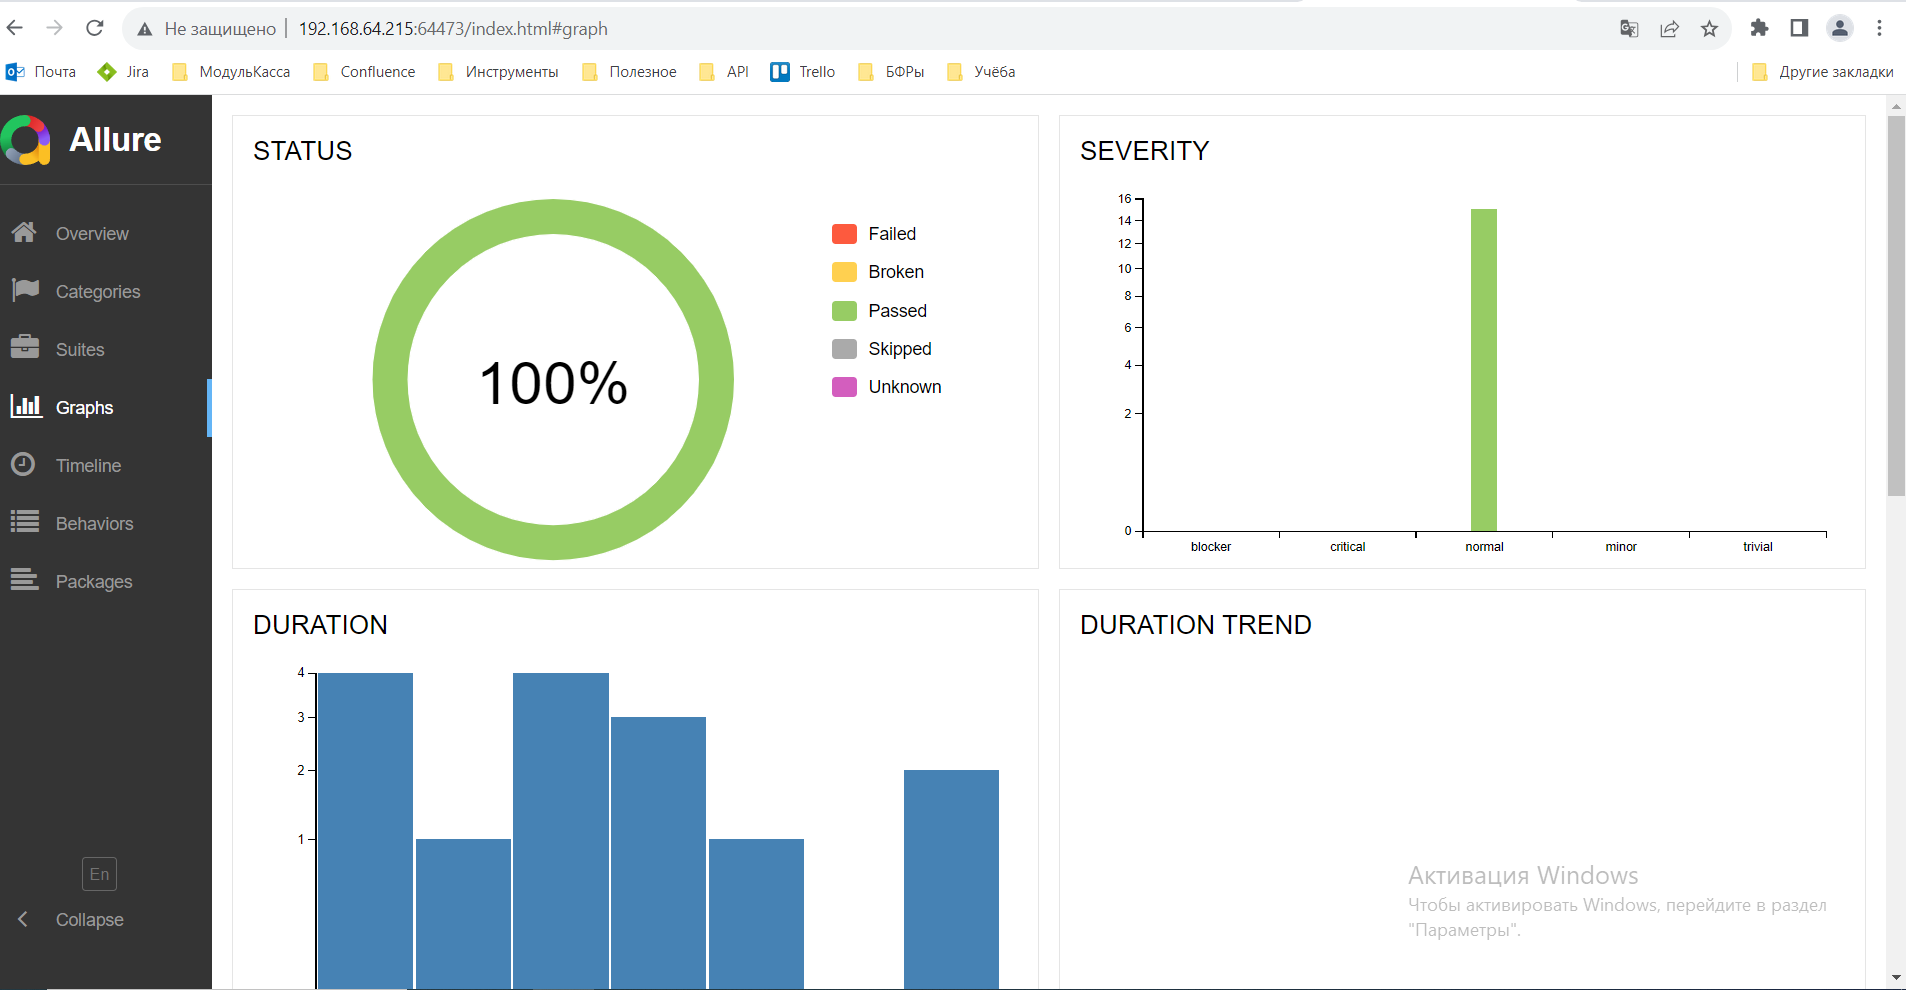 Не защищено
192.168.64.215:64473/index.html#graph
Почта
Jira
МодульКасса
Confluence
Инструменты
Полезное
API
Trello
БФРы
Учёба
Другие закладки
Allure
Overview
Categories
Suites
Graphs
Timeline
Behaviors
Packages
En
Collapse
STATUS
100%
Failed
Broken
Passed
Skipped
Unknown
SEVERITY
16
14
12
10
8
6
4
2
0
blocker critical normal minor trivial
DURATION
4
3
2
1
DURATION TREND
Активация Windows
Чтобы активировать Windows, перейдите в раздел
"Параметры".